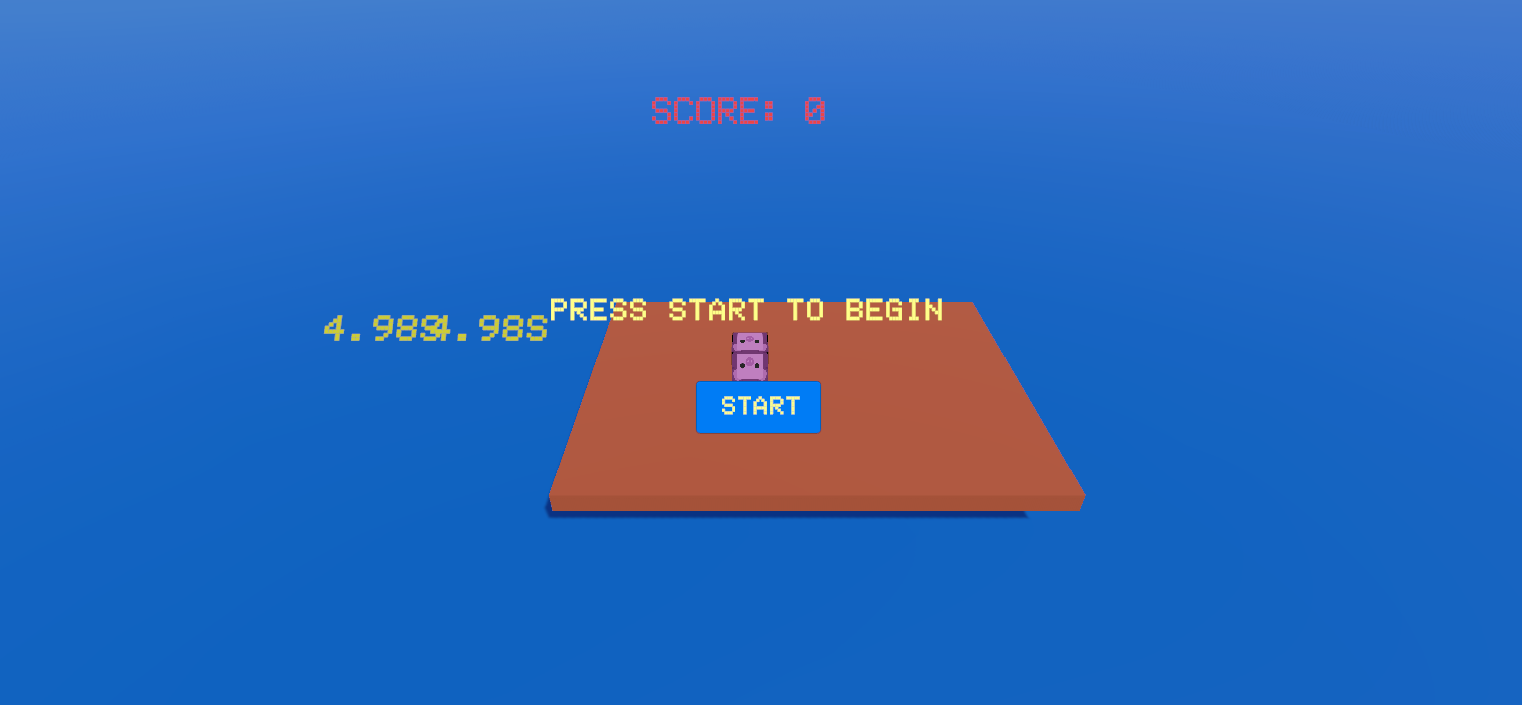 SCORE: 0
PRESS START TO BEGIN
4.98S4.98S
START